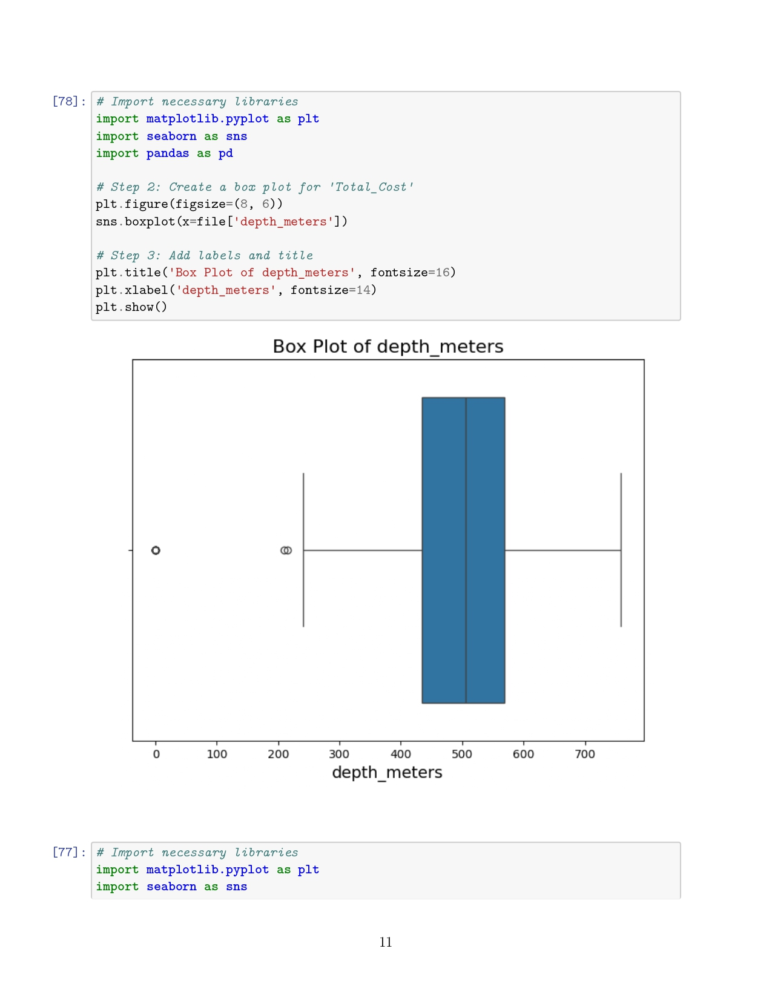 [78]: # Import necessary libraries
import matplotlib.pyplot as plt
import seaborn as sns
import pandas as pd
# Step 2: Create a box plot for 'Total_Cost'
plt.figure(figsize=(8, 6))
sns.boxplot(x=file['depth_meters'])
# Step 3: Add labels and title
plt.title('Box Plot of depth_meters', fontsize=16)
plt.xlabel('depth_meters', fontsize=14)
plt.show()
Box Plot of depth_meters
0 100 200 300 400 500 600 700
depth_meters
[77]: # Import necessary libraries
import matplotlib.pyplot as plt
import seaborn as sns
11